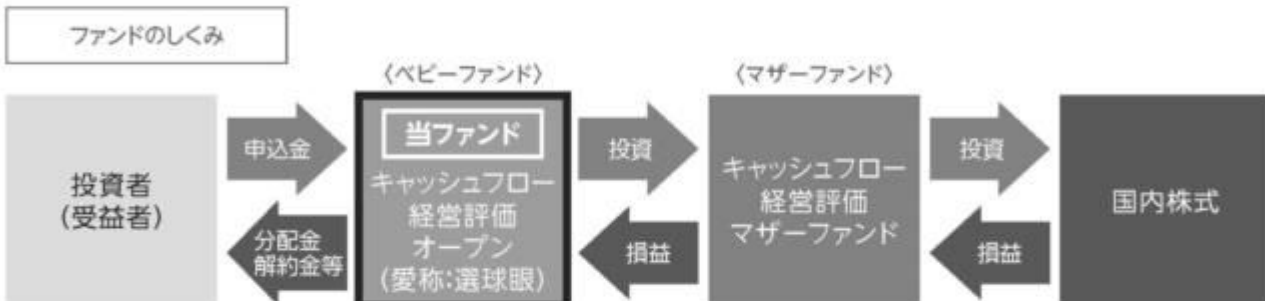 ファンドのしくみ
〈ベビーファンド〉
〈マザーファンド〉
投資者
(受益者)
申込金
分配金
解約金等
当ファンド
キャッシュフロー
経営評価
オープン
(愛称:選球眼)
投資
損益
キャッシュフロー
経営評価
マザーファンド
投資
損益
国内株式